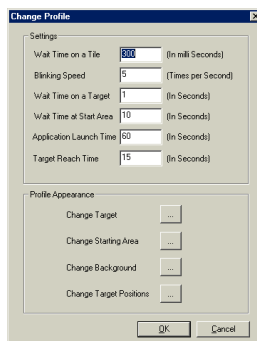 Change Profile
Settings
Wait Time on a Tile 300 (In milli Seconds)
Blinking Speed 5 (Times per Second)
Wait Time on a Target 1 (In Seconds)
Wait Time at Start Area 10 (In Seconds)
Application Launch Time 60 (In Seconds)
Target Reach Time 15 (In Seconds)
Profile Appearance
Change Target ...
Change Starting Area ...
Change Background ...
Change Target Positions ...
OK Cancel